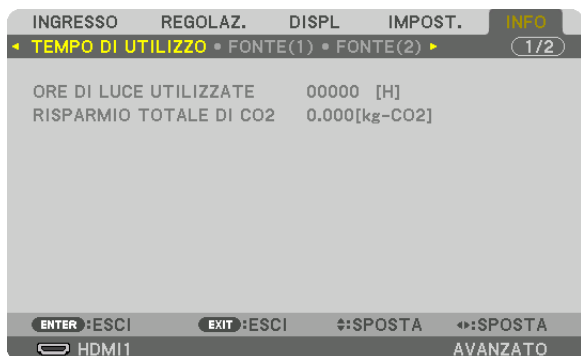 INGRESSO REGOLAZ. DISPL IMPOST. INFO
TEMPO DI UTILIZZO • FONTE(1) • FONTE(2) 1/2
ORE DI LUCE UTILIZZATE 00000 [H]
RISPARMIO TOTALE DI CO2 0.000[kg-CO2]
ENTER :ESCI EXIT :ESCI :SPOSTA :SPOSTA
HDMI1 AVANZATO